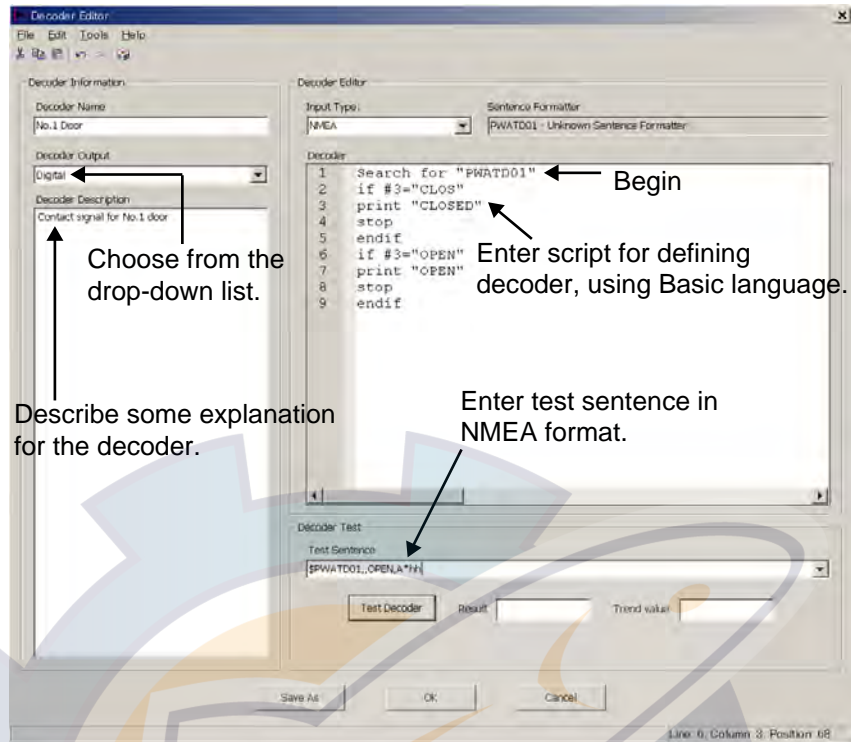 Decoder Editor
File Edit Tools Help
Decoder Information
Decoder Name
No.1 Door
Decoder Output
Digital
Decoder Description
Contact signal for No.1 door
Choose from the
drop-down list.
Describe some explanation
for the decoder.
Decoder Editor
Input Type:
NMEA
Sentence Formatter
PWATD01 - Unknown Sentence Formatter
Decoder
1 Search for "PWATD01"
2 if #3="CLOS"
3 print "CLOSED"
4 stop
5 endif
6 if #3="OPEN"
7 print "OPEN"
8 stop
9 endif
Begin
Enter script for defining
decoder, using Basic language.
Enter test sentence in
NMEA format.
Decoder Test
Test Sentence
$PWATD01,,OPEN,A*hh
Test Decoder
Result
Trend value
Save As
OK
Cancel
Line: 6, Column: 3, Position: 68